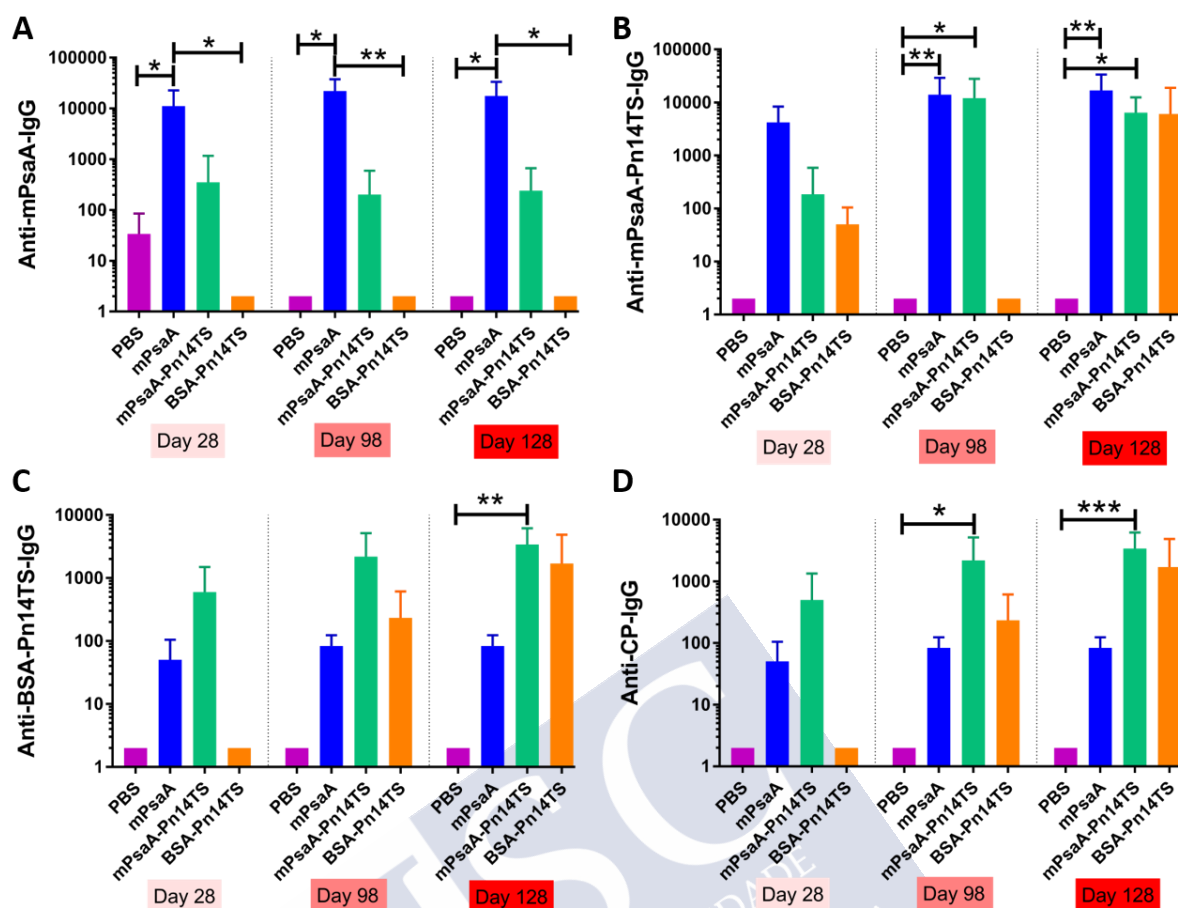 A
B
* * * * ** * *
* ** ** *
Anti-mPsaA-IgG
100000
10000
1000
100
10
1
PBS
mPsaA
mPsaA-Pn14TS
BSA-Pn14TS
PBS
mPsaA
mPsaA-Pn14TS
BSA-Pn14TS
PBS
mPsaA
mPsaA-Pn14TS
BSA-Pn14TS
Day 28
Day 98
Day 128
Anti-mPsaA-Pn14TS-IgG
100000
10000
1000
100
10
1
PBS
mPsaA
mPsaA-Pn14TS
BSA-Pn14TS
PBS
mPsaA
mPsaA-Pn14TS
BSA-Pn14TS
PBS
mPsaA
mPsaA-Pn14TS
BSA-Pn14TS
Day 28
Day 98
Day 128
C
D
**
* ***
Anti-BSA-Pn14TS-IgG
10000
1000
100
10
1
PBS
mPsaA
mPsaA-Pn14TS
BSA-Pn14TS
PBS
mPsaA
mPsaA-Pn14TS
BSA-Pn14TS
PBS
mPsaA
mPsaA-Pn14TS
BSA-Pn14TS
Day 28
Day 98
Day 128
Anti-CP-IgG
10000
1000
100
10
1
PBS
mPsaA
mPsaA-Pn14TS
BSA-Pn14TS
PBS
mPsaA
mPsaA-Pn14TS
BSA-Pn14TS
PBS
mPsaA
mPsaA-Pn14TS
BSA-Pn14TS
Day 28
Day 98
Day 128